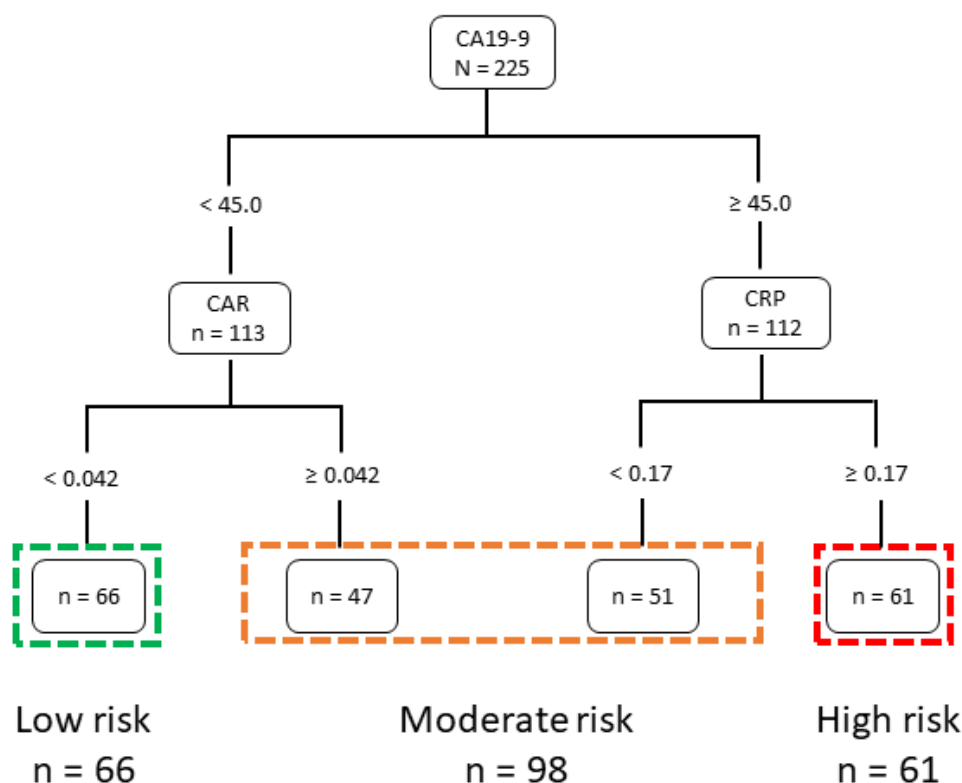 CA19-9
N = 225
< 45.0
≥ 45.0
CAR
n = 113
CRP
n = 112
< 0.042
≥ 0.042
< 0.17
≥ 0.17
n = 66
n = 47
n = 51
n = 61
Low risk
n = 66
Moderate risk
n = 98
High risk
n = 61